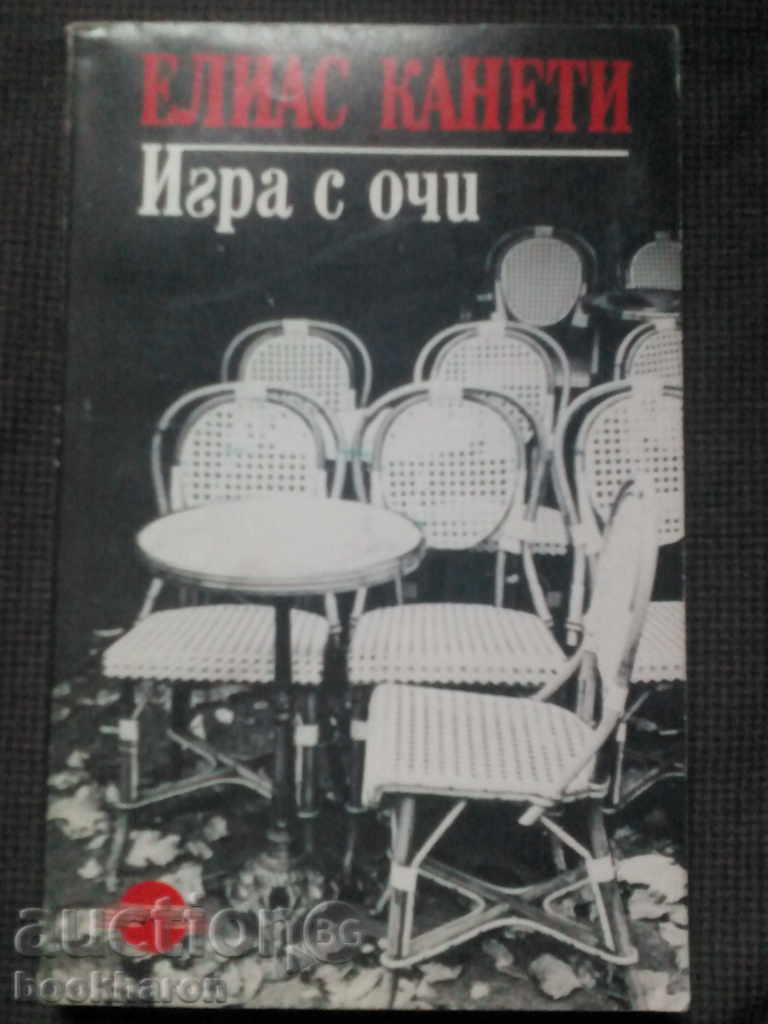 ЕЛИАС КАНЕТИ
Игра с очи
auction BG
bookharon